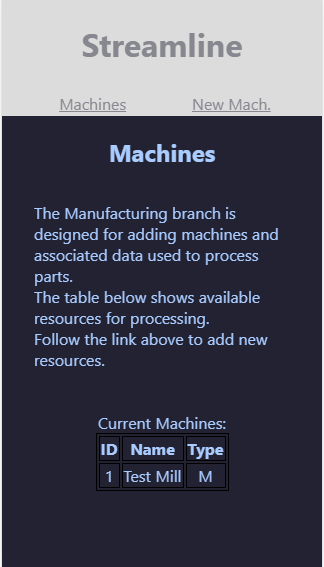 Streamline
Machines New Mach.
Machines
The Manufacturing branch is
designed for adding machines and
associated data used to process
parts.
The table below shows available
resources for processing.
Follow the link above to add new
resources.
Current Machines:
ID Name Type
1 Test Mill M